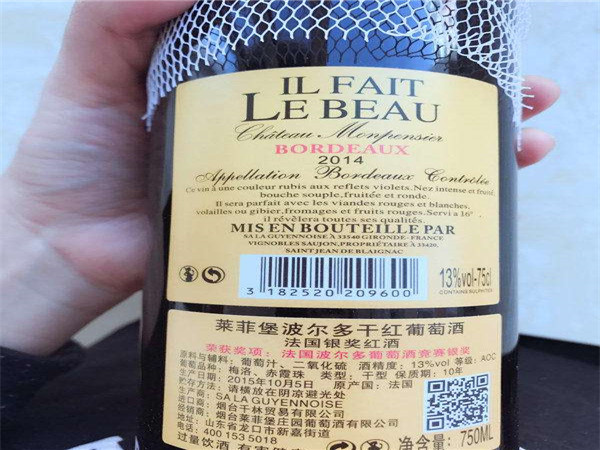 IL FAIT
LE BEAU
Château Monpensier
BORDEAUX
2014
Appellation Bordeaux Contrôlée
Ce vin à une couleur rubis aux reflets violets. Nez intense et fruité,
bouche souple, fruitée et ronde.
Il sera parfait avec les viandes rouges et blanches,
volailles ou gibier, fromages et fruits rouges. Servi a 16°
il rêvèlera toutes ses qualités.
MIS EN BOUTEILLE PAR
SA LA GUYENNOISE À 33540 GIRONDE - FRANCE
VIGNOBLES SAUJON, PROPRIÉTAIRE À 33420,
SAINT JEAN DE BLAIGNAC
3 182520 209600
13%vol-75cl
CONTAINS SULPHITES
莱菲堡波尔多干红葡萄酒
法国银奖红酒
荣获奖项：法国波尔多葡萄酒竞赛银奖
原料与辅料：葡萄汁、二氧化硫 酒精度：13%vol 等级：AOC
品种：梅洛、赤霞珠 类型：干型 保质期：10年
2015年10月5日 原产国：法国
贮存方法：请横放在阴凉避光处
生产商：SA LA GUYENNOISE
进口商：烟台千林贸易有限公司
经销商：烟台莱菲堡庄园葡萄酒有限公司
地址：山东省龙口市新嘉街道
电话：400 153 5018
净含量：750ML
过量饮酒 有害健康